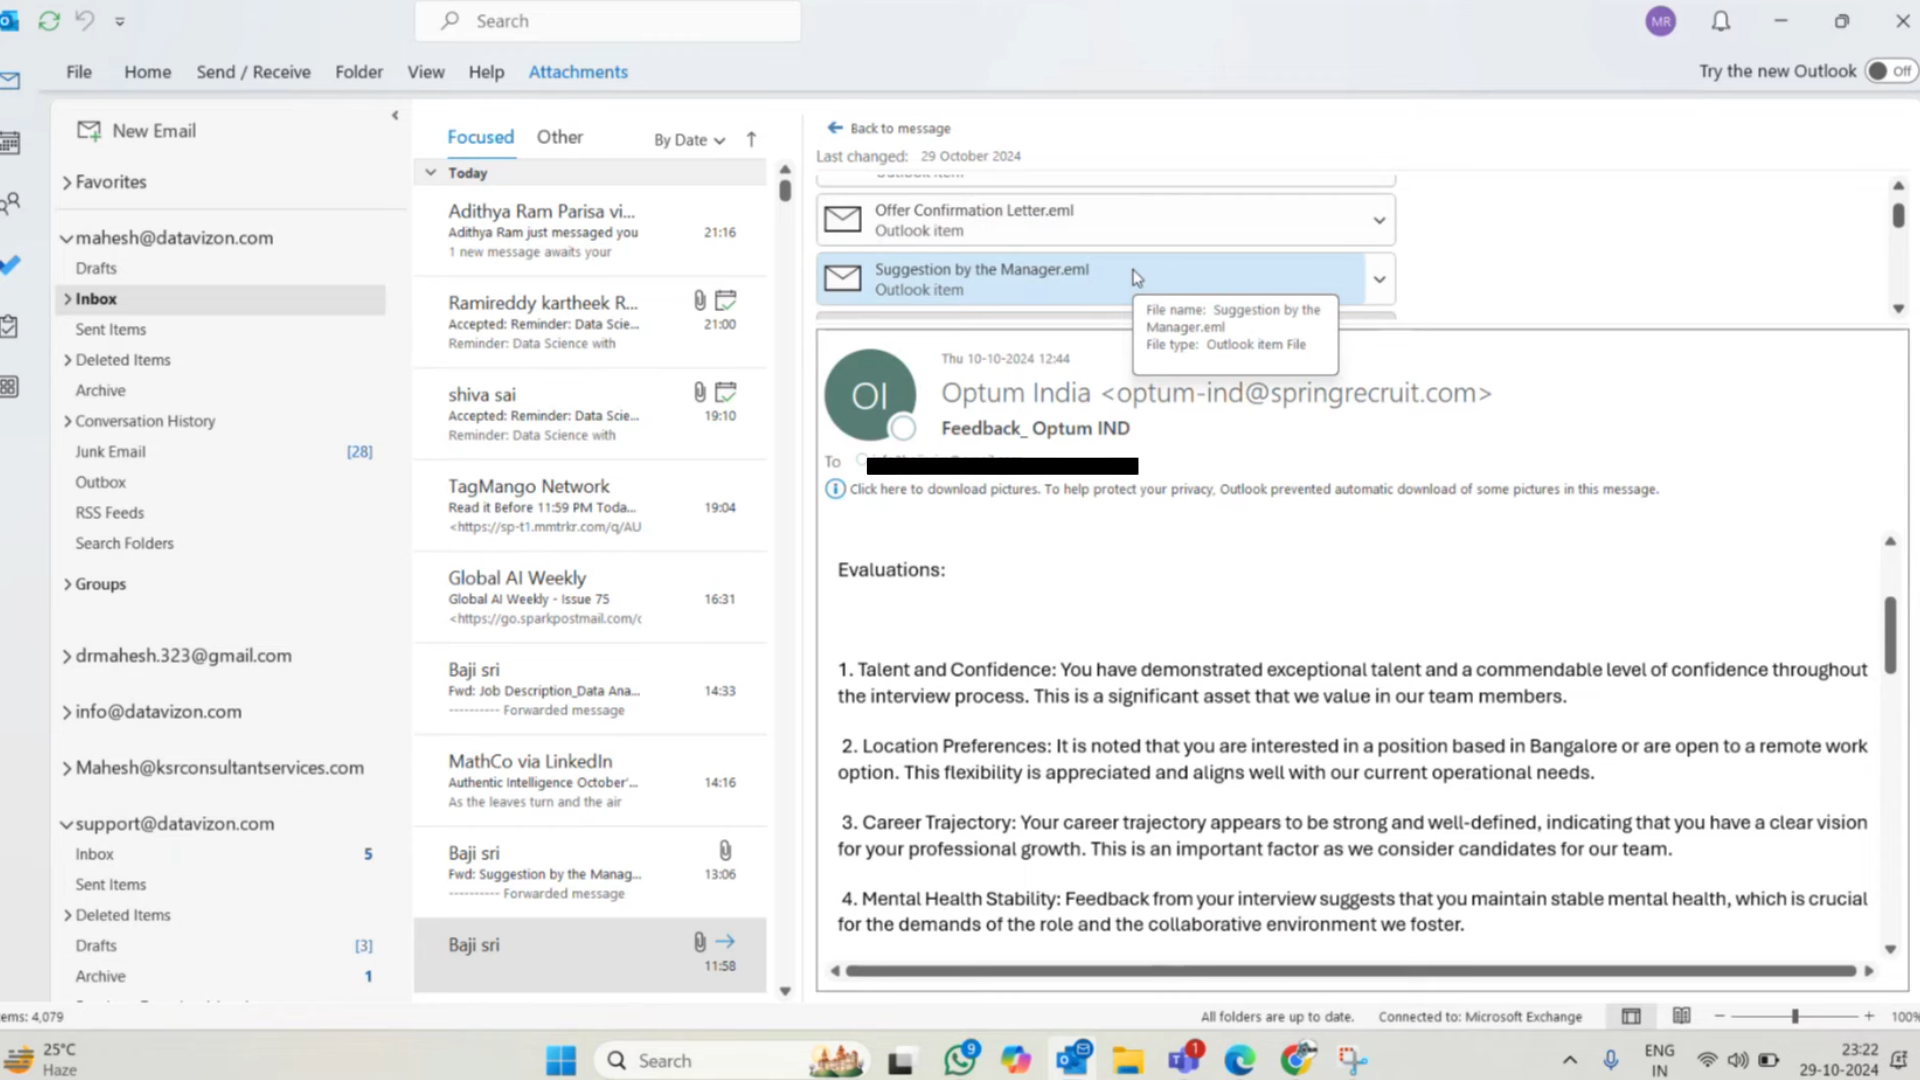 Search
MR
File Home Send / Receive Folder View Help Attachments
Try the new Outlook Off
New Email
Favorites
mahesh@datavizon.com
Drafts
Inbox
Sent Items
Deleted Items
Archive
Conversation History
Junk Email [28]
Outbox
RSS Feeds
Search Folders
Groups
drmahesh.323@gmail.com
info@datavizon.com
Mahesh@ksrconsultantservices.com
support@datavizon.com
Inbox 5
Sent Items
Deleted Items
Drafts [3]
Archive 1
Focused Other By Date
Today
Adithya Ram Parisa vi...
Adithya Ram just messaged you 21:16
1 new message awaits your
Ramireddy kartheek R...
Accepted: Reminder: Data Scie... 21:00
Reminder: Data Science with
shiva sai
Accepted: Reminder: Data Scie... 19:10
Reminder: Data Science with
TagMango Network
Read it Before 11:59 PM Toda... 19:04
<https://sp-t1.mmtrkr.com/q/AU
Global AI Weekly
Global AI Weekly - Issue 75 16:31
<https://go.sparkpostmail.com/c
Baji sri
Fwd: Job Description_Data Ana... 14:33
---------- Forwarded message
MathCo via LinkedIn
Authentic Intelligence October'... 14:16
As the leaves turn and the air
Baji sri
Fwd: Suggestion by the Manag... 13:06
---------- Forwarded message
Baji sri
11:58
Back to message
Last changed: 29 October 2024
Outlook item
Offer Confirmation Letter.eml
Outlook item
Suggestion by the Manager.eml
Outlook item
File name: Suggestion by the
Manager.eml
File type: Outlook item File
OI
Thu 10-10-2024 12:44
Optum India <optum-ind@springrecruit.com>
Feedback_ Optum IND
To
Click here to download pictures. To help protect your privacy, Outlook prevented automatic download of some pictures in this message.
Evaluations:
1. Talent and Confidence: You have demonstrated exceptional talent and a commendable level of confidence throughout
the interview process. This is a significant asset that we value in our team members.
2. Location Preferences: It is noted that you are interested in a position based in Bangalore or are open to a remote work
option. This flexibility is appreciated and aligns well with our current operational needs.
3. Career Trajectory: Your career trajectory appears to be strong and well-defined, indicating that you have a clear vision
for your professional growth. This is an important factor as we consider candidates for our team.
4. Mental Health Stability: Feedback from your interview suggests that you maintain stable mental health, which is crucial
for the demands of the role and the collaborative environment we foster.
ems: 4,079
All folders are up to date. Connected to: Microsoft Exchange 100%
25°C
Haze
Search
9
1
ENG
IN
23:22
29-10-2024